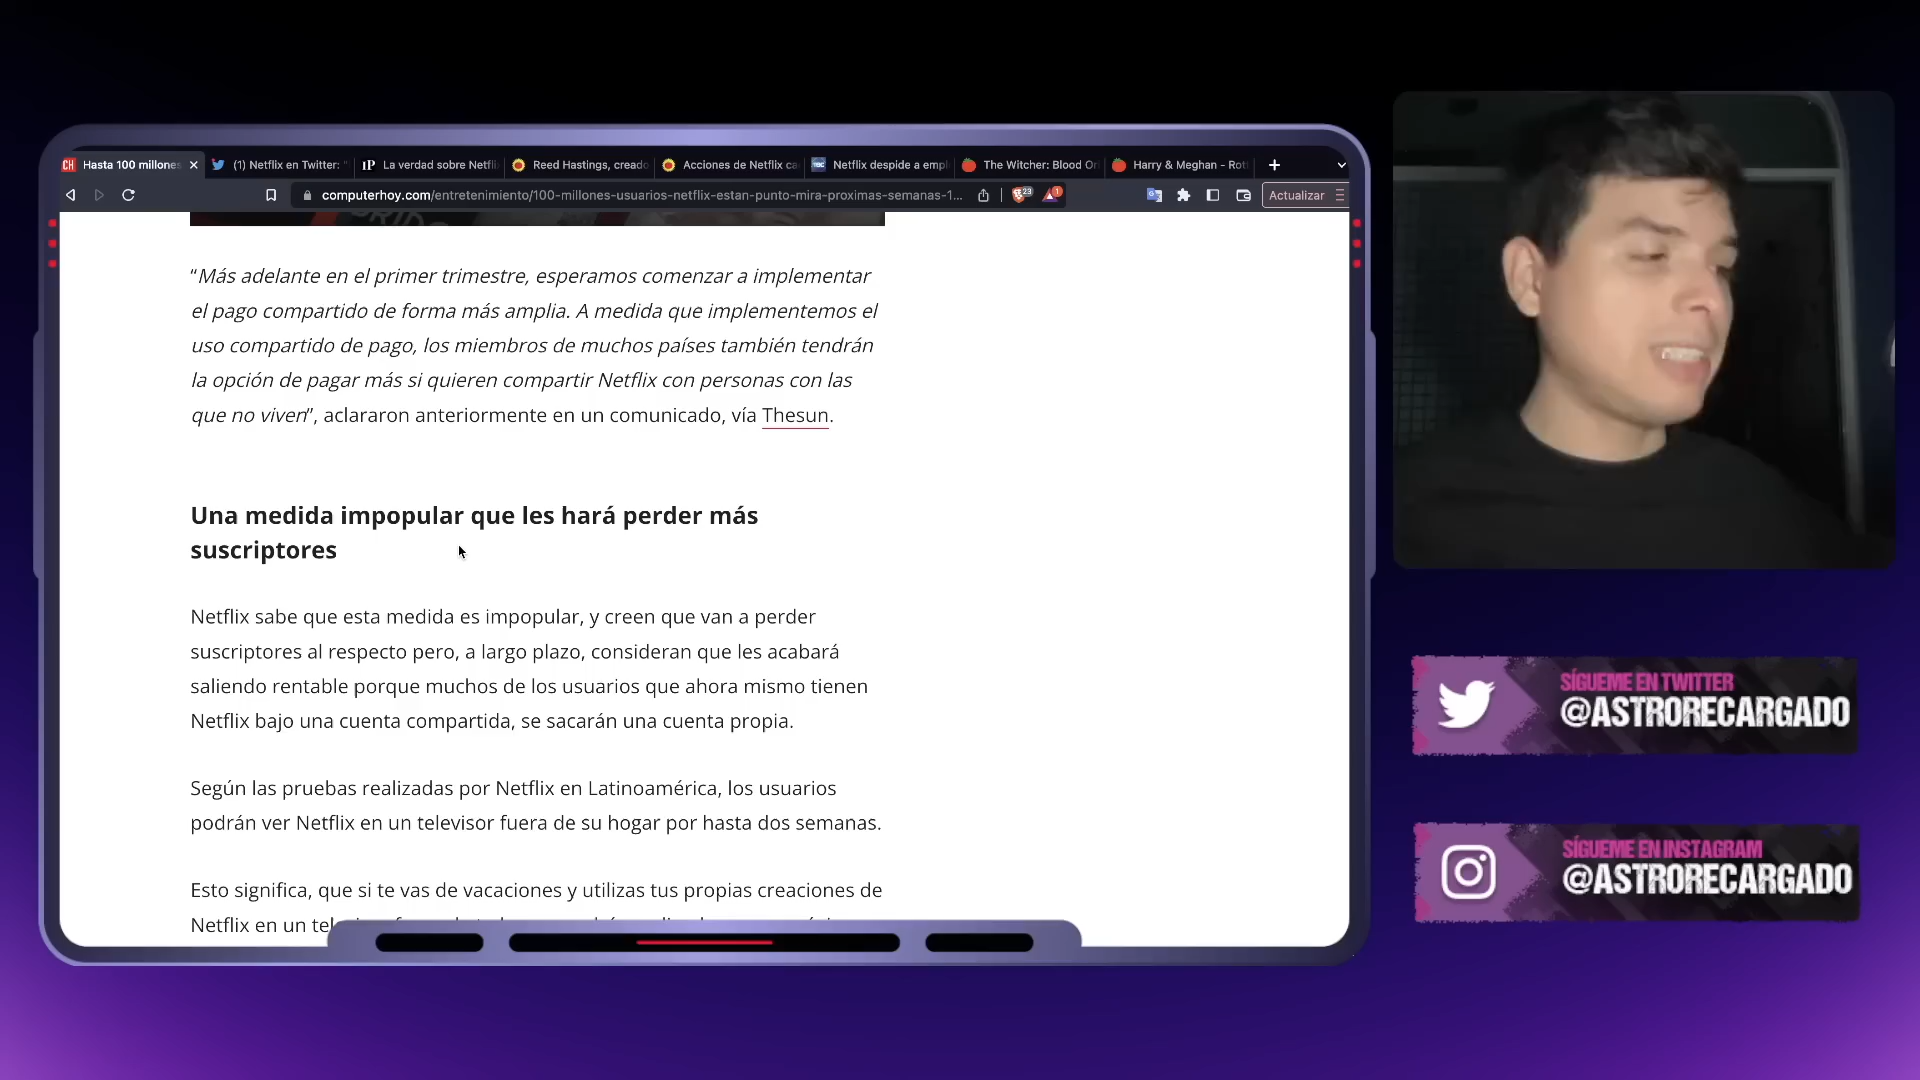 CH Hasta 100 millones
(1) Netflix en Twitter: "
IP La verdad sobre Netfli
Reed Hastings, creado
Acciones de Netflix ca
Netflix despide a empl
The Witcher: Blood Or
Harry & Meghan - Rot
computerhoy.com/entretenimiento/100-millones-usuarios-netflix-estan-punto-mira-proximas-semanas-1...
23
1
Actualizar
“Más adelante en el primer trimestre, esperamos comenzar a implementar
el pago compartido de forma más amplia. A medida que implementemos el
uso compartido de pago, los miembros de muchos países también tendrán
la opción de pagar más si quieren compartir Netflix con personas con las
que no viven”, aclararon anteriormente en un comunicado, vía Thesun.
Una medida impopular que les hará perder más
suscriptores
Netflix sabe que esta medida es impopular, y creen que van a perder
suscriptores al respecto pero, a largo plazo, consideran que les acabará
saliendo rentable porque muchos de los usuarios que ahora mismo tienen
Netflix bajo una cuenta compartida, se sacarán una cuenta propia.
Según las pruebas realizadas por Netflix en Latinoamérica, los usuarios
podrán ver Netflix en un televisor fuera de su hogar por hasta dos semanas.
Esto significa, que si te vas de vacaciones y utilizas tus propias creaciones de
Netflix en un
SÍGUEME EN TWITTER
@ASTRORECARGADO
SÍGUEME EN INSTAGRAM
@ASTRORECARGADO